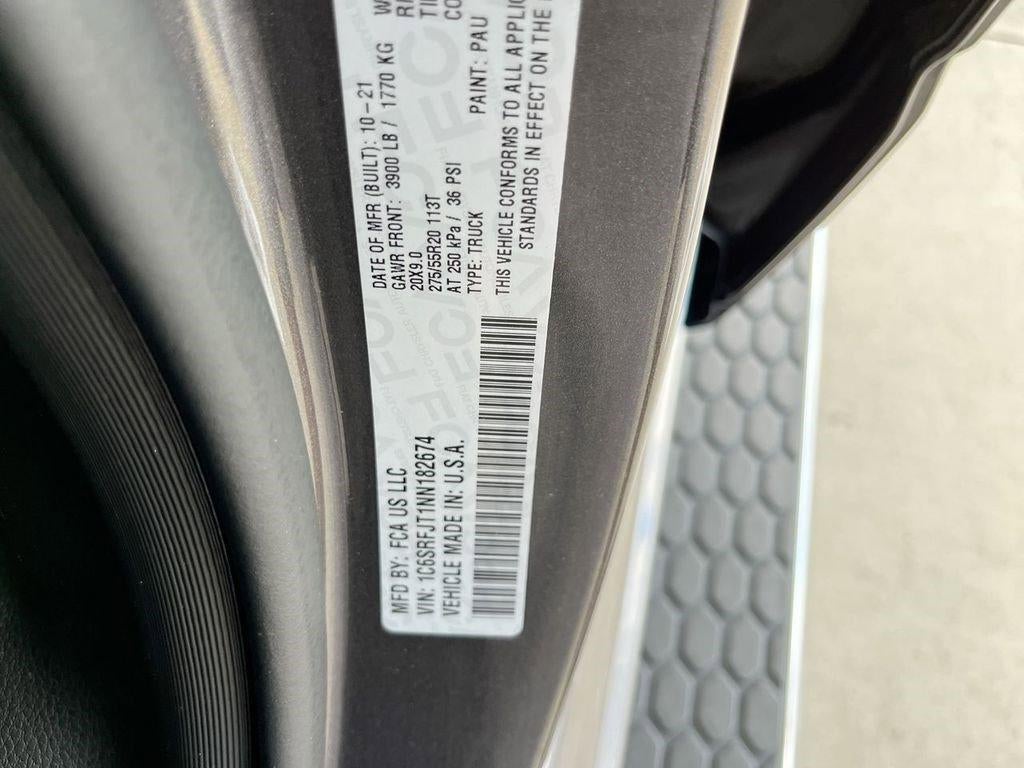 MFD BY: FCA US LLC
DATE OF MFR (BUILT): 10-21
GAWR FRONT: 3900 LB / 1770 KG
20X9.0
275/55R20 113T
AT 250 kPa / 36 PSI
TYPE: TRUCK
PAINT: PAU
VIN: 1C6SRFJT1NN182674
VEHICLE MADE IN: U.S.A.
THIS VEHICLE CONFORMS TO ALL
STANDARDS IN EFFECT ON THE